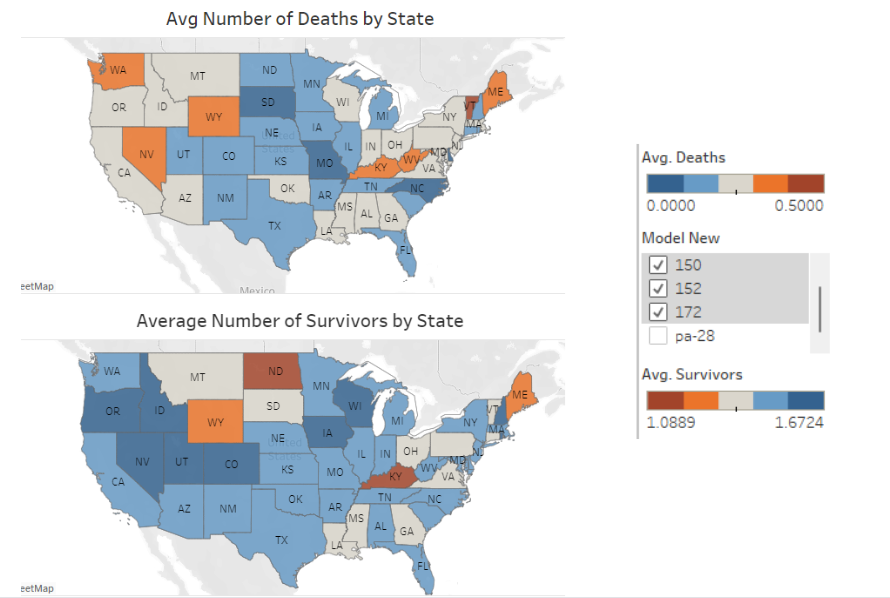 Avg Number of Deaths by State
WA
MT
ND
MN
ME
OR
ID
WY
SD
WI
MI
NY
VT
MA
NV
UT
CO
NE
IA
IL
IN
OH
NJ
CA
KS
MO
KY
WV
MD
VA
AZ
NM
OK
AR
TN
NC
TX
LA
MS
AL
GA
FL
United
States
eetMap
Mexico
Average Number of Survivors by State
WA
MT
ND
MN
ME
OR
ID
WY
SD
WI
MI
NY
VT
MA
NV
UT
CO
NE
IA
IL
IN
OH
NJ
CA
KS
MO
KY
WV
MD
VA
AZ
NM
OK
AR
TN
NC
TX
LA
MS
AL
GA
FL
United
States
eetMap
Avg. Deaths
0.0000 0.5000
Model New
150
152
172
pa-28
Avg. Survivors
1.0889 1.6724